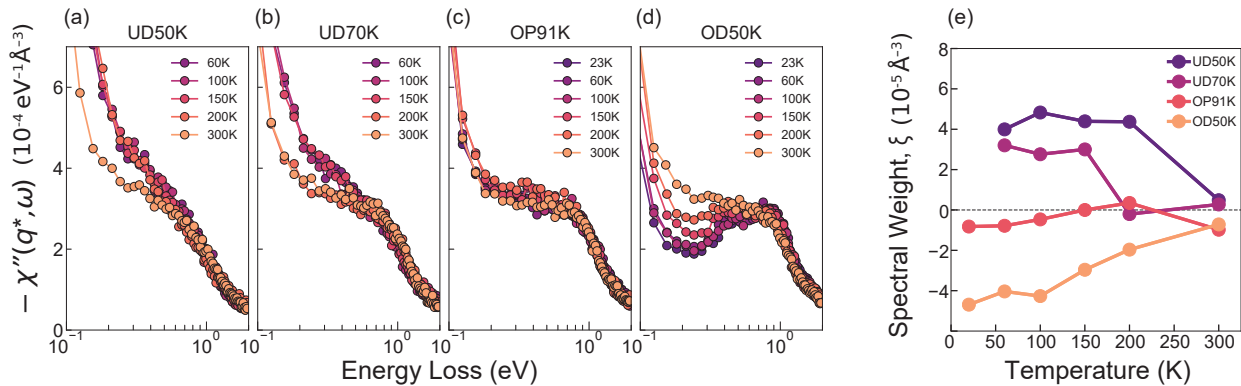 (a)
UD50K
60K
100K
150K
200K
300K
(b)
UD70K
60K
100K
150K
200K
300K
(c)
OP91K
23K
60K
100K
150K
200K
300K
(d)
OD50K
23K
60K
100K
150K
200K
300K
(e)
UD50K
UD70K
OP91K
OD50K
− χ′′(q*,ω) (10⁻⁴ eV⁻¹Å⁻³)
6
4
2
0
10⁻¹
10⁰
10⁻¹
10⁰
10⁻¹
10⁰
10⁻¹
10⁰
10¹
Energy Loss (eV)
Spectral Weight, ξ (10⁻⁵ Å⁻³)
8
6
4
2
0
−2
−4
0
50
100
150
200
250
300
Temperature (K)